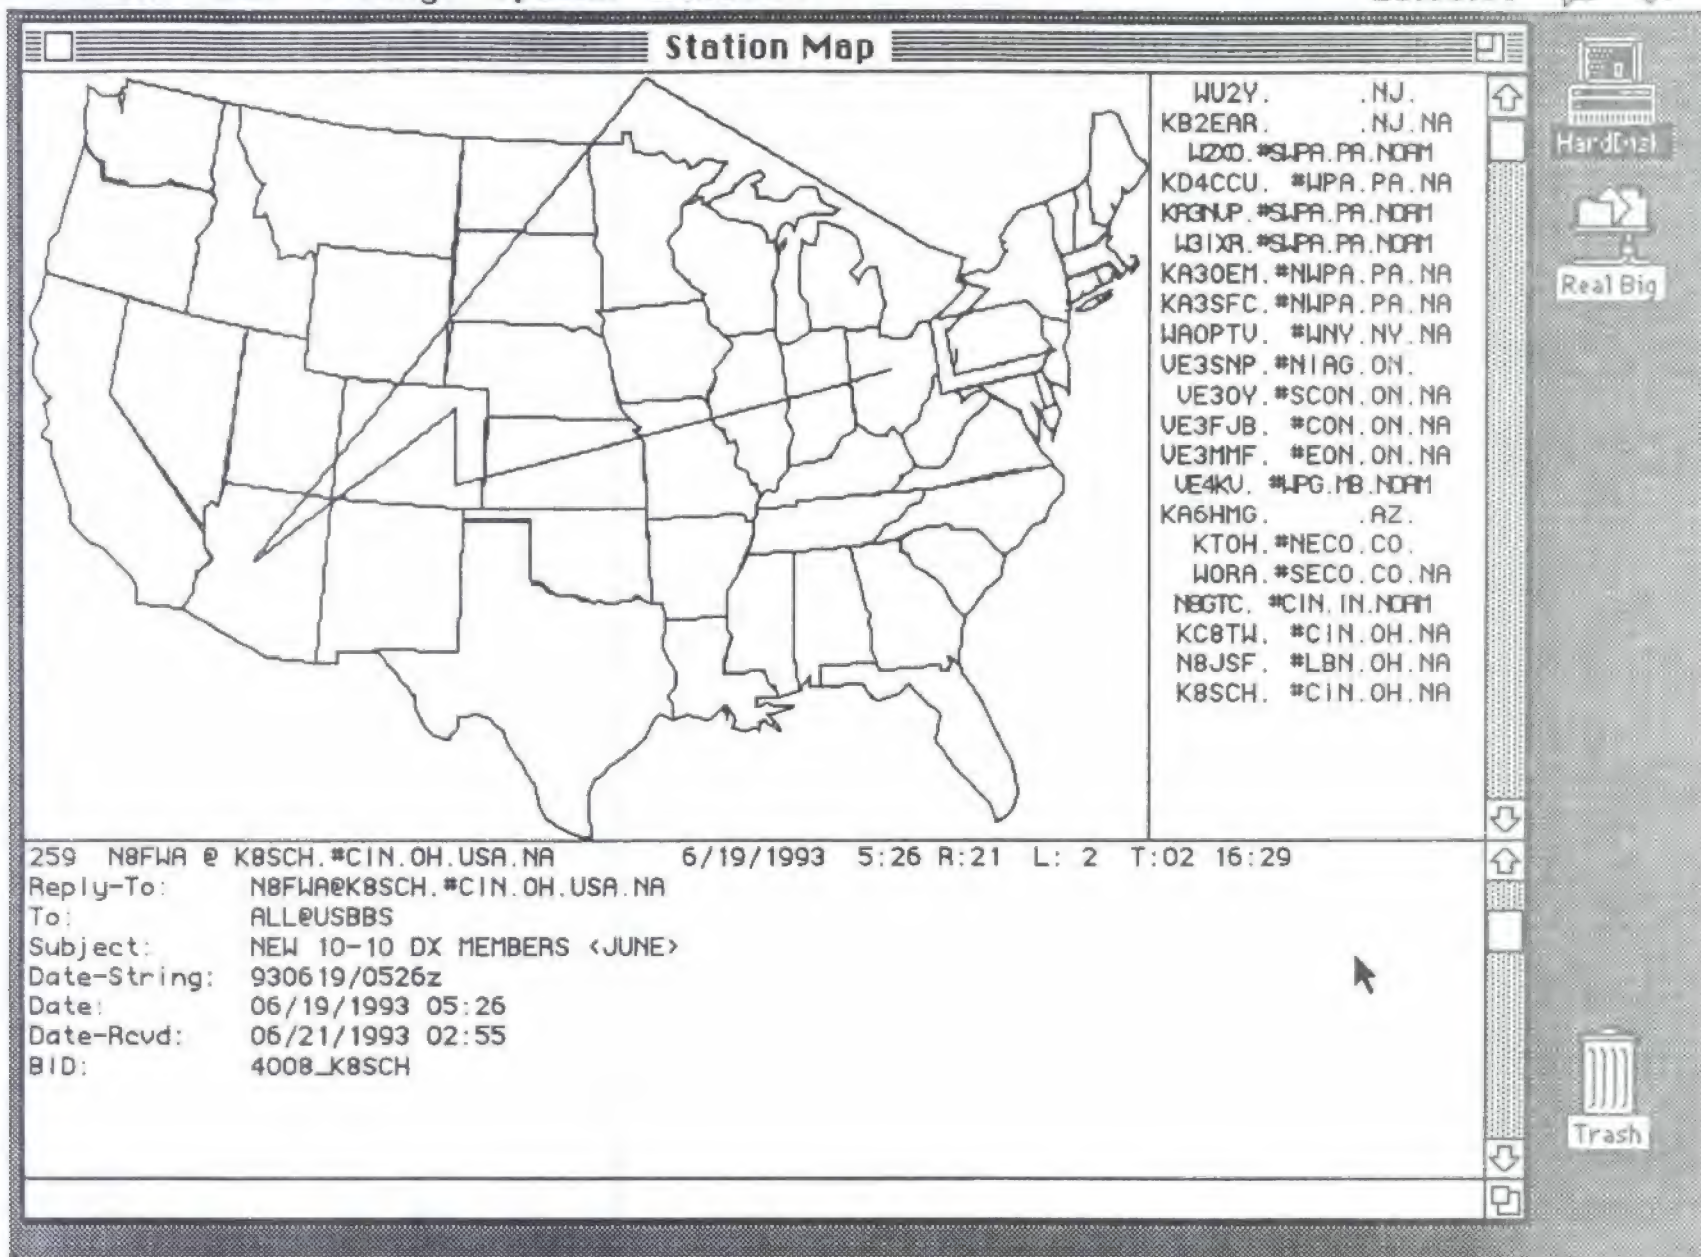 Station Map
WU2Y. .NJ.
KB2EAR. .NJ.NA
W2XO.#SWPA.PA.NOAM
KD4CCU. #WPA.PA.NA
KA3NUP.#SWPA.PA.NOAM
W3IXR.#SWPA.PA.NOAM
KA3OEM.#NWPA.PA.NA
KA3SFC.#NWPA.PA.NA
WA0PTV. #WNY.NY.NA
VE3SNP.#NIAG.ON.
VE3OY.#SCON.ON.NA
VE3FJB. #CON.ON.NA
VE3MMF. #EON.ON.NA
VE4KV. #WPG.MB.NOAM
KA6HMG. .AZ.
KT0H.#NECO.CO.
W0RA.#SECO.CO.NA
N8GTC. #CIN.IN.NOAM
KC8TW. #CIN.OH.NA
N8JSF. #LBN.OH.NA
K8SCH. #CIN.OH.NA
HardDisk
Real Big
259 N8FWA @ K8SCH.#CIN.OH.USA.NA 6/19/1993 5:26 R:21 L: 2 T:02 16:29
Reply-To: N8FWA@K8SCH.#CIN.OH.USA.NA
To: ALL@USBBS
Subject: NEW 10-10 DX MEMBERS <JUNE>
Date-String: 930619/0526z
Date: 06/19/1993 05:26
Date-Rcvd: 06/21/1993 02:55
BID: 4008_K8SCH
Trash